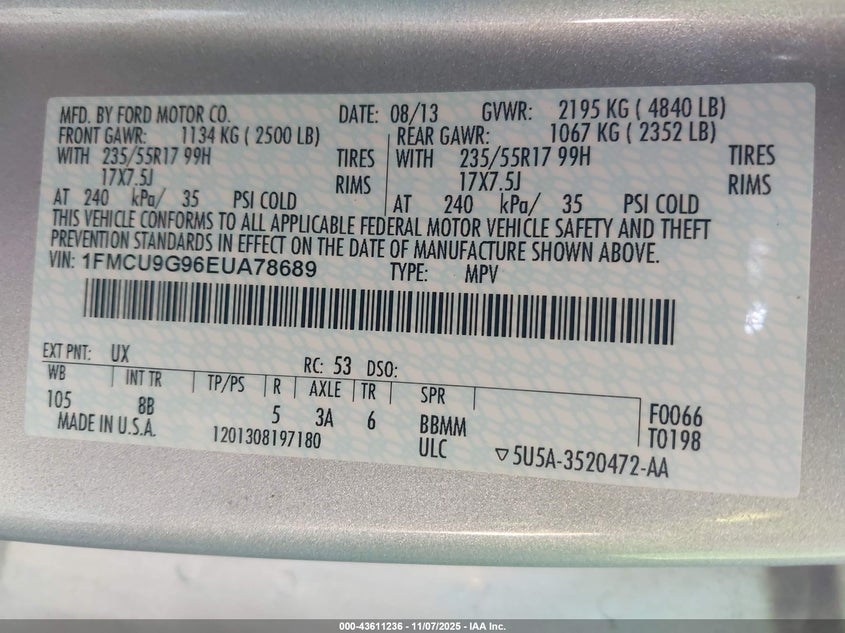 MFD. BY FORD MOTOR CO. DATE: 08/13 GVWR: 2195 KG ( 4840 LB)
FRONT GAWR: 1134 KG ( 2500 LB) REAR GAWR: 1067 KG ( 2352 LB)
WITH 235/55R17 99H TIRES WITH 235/55R17 99H TIRES
17X7.5J RIMS 17X7.5J RIMS
AT 240 kPa/ 35 PSI COLD AT 240 kPa/ 35 PSI COLD
THIS VEHICLE CONFORMS TO ALL APPLICABLE FEDERAL MOTOR VEHICLE SAFETY AND THEFT
PREVENTION STANDARDS IN EFFECT ON THE DATE OF MANUFACTURE SHOWN ABOVE.
VIN: 1FMCU9G96EUA78689 TYPE: MPV
EXT PNT: UX RC: 53 DSO:
WB INT TR TP/PS R AXLE TR SPR
105 8B 5 3A 6 BBMM F0066
MADE IN U.S.A. 1201308197180 ULC T0198
▽5U5A-3520472-AA
000-43611236 - 11/07/2025 - IAA Inc.